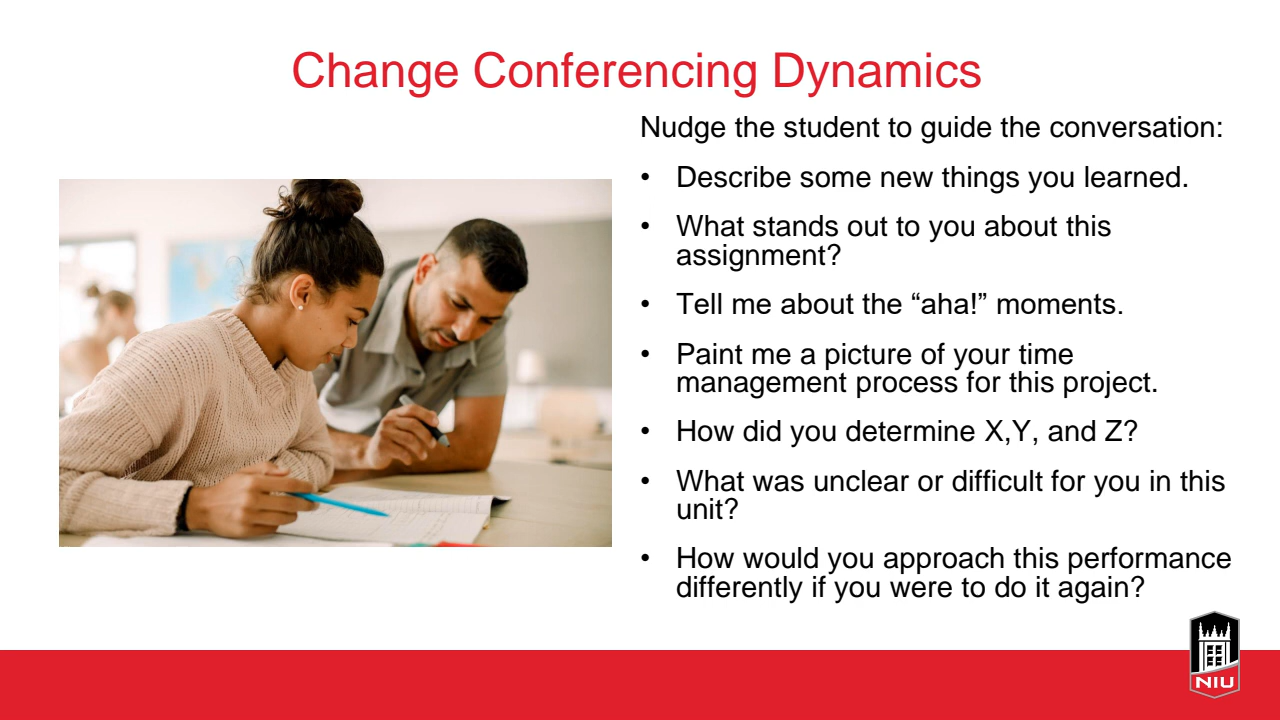 Change Conferencing Dynamics
Nudge the student to guide the conversation:
• Describe some new things you learned.
• What stands out to you about this
assignment?
• Tell me about the “aha!” moments.
• Paint me a picture of your time
management process for this project.
• How did you determine X,Y, and Z?
• What was unclear or difficult for you in this
unit?
• How would you approach this performance
differently if you were to do it again?
NIU